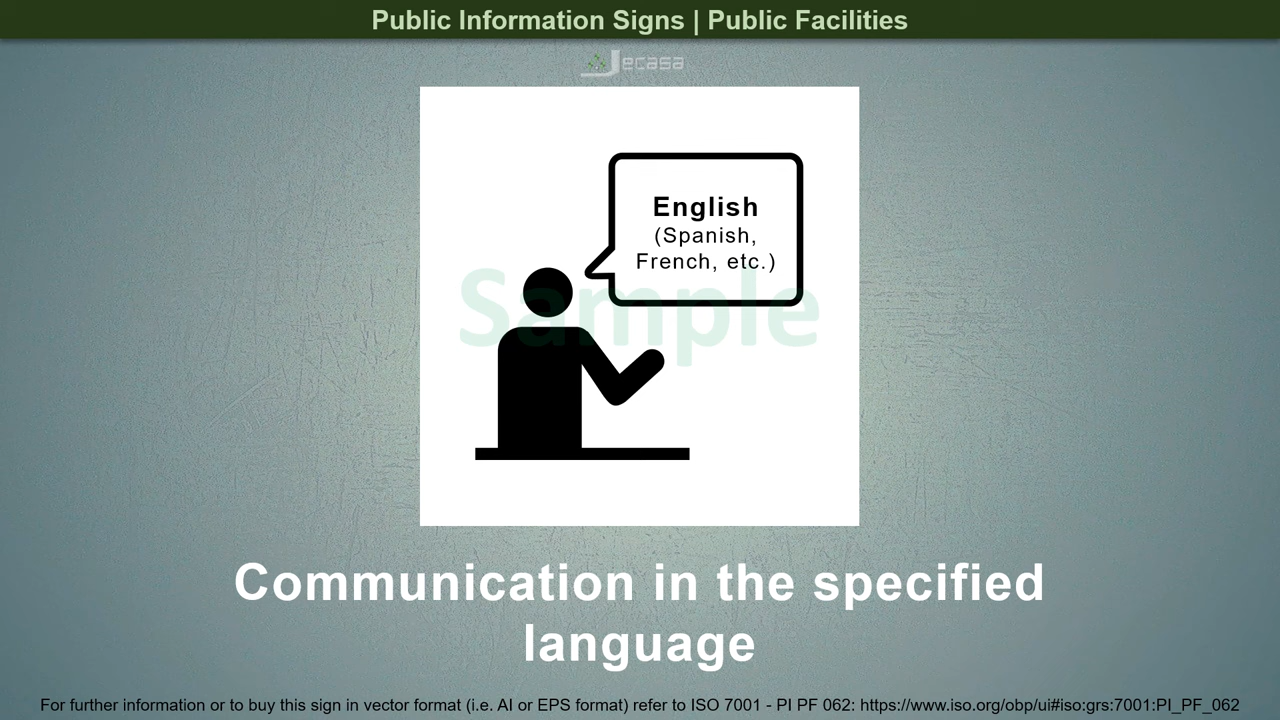 Public Information Signs | Public Facilities
Jecasa
English
(Spanish,
French, etc.)
Sample
Communication in the specified
language
For further information or to buy this sign in vector format (i.e. AI or EPS format) refer to ISO 7001 - PI PF 062: https://www.iso.org/obp/ui#iso:grs:7001:PI_PF_062